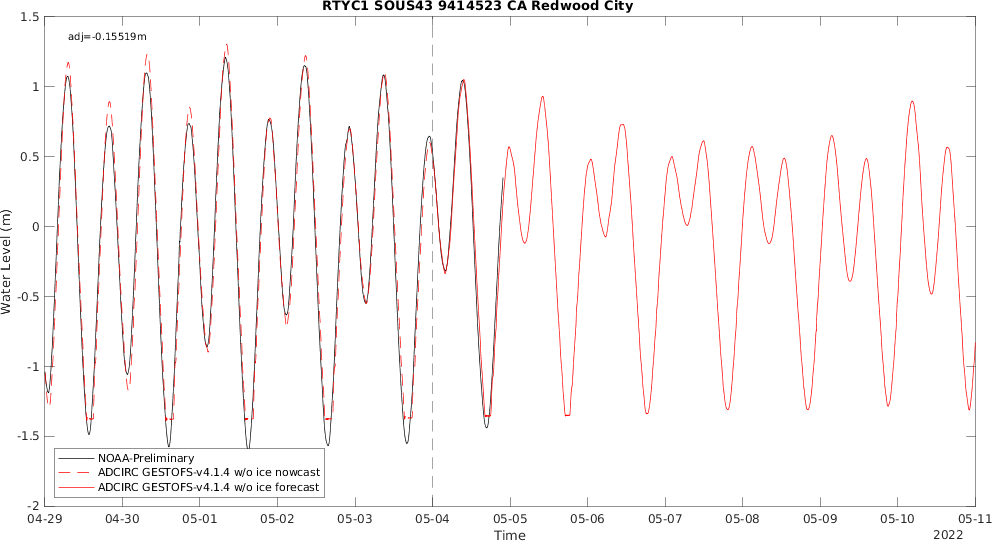 RTYC1 SOUS43 9414523 CA Redwood City
adj=-0.15519m
1.5
1
0.5
0
-0.5
-1
-1.5
-2
Water Level (m)
NOAA-Preliminary
ADCIRC GESTOFS-v4.1.4 w/o ice nowcast
ADCIRC GESTOFS-v4.1.4 w/o ice forecast
04-29 04-30 05-01 05-02 05-03 05-04 05-05 05-06 05-07 05-08 05-09 05-10 05-11
Time
2022